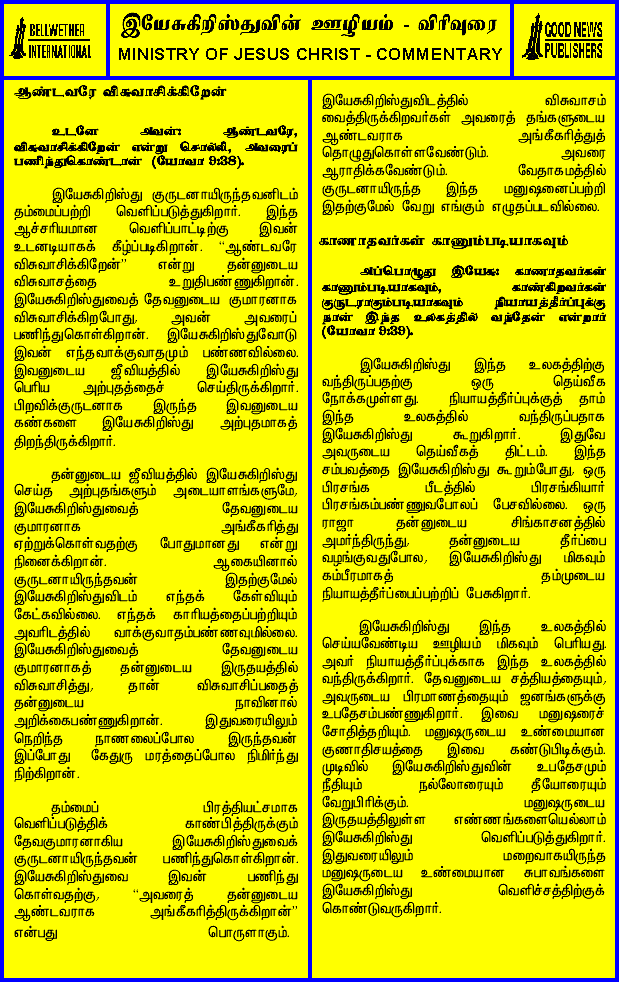 BELLWETHER
INTERNATIONAL
இயேசுகிறிஸ்துவின் ஊழியம் - விரிவுரை
MINISTRY OF JESUS CHRIST - COMMENTARY
GOOD NEWS
PUBLISHERS
ஆண்டவரே விசுவாசிக்கிறேன்
உடனே அவன்: ஆண்டவரே,
விசுவாசிக்கிறேன் என்று சொல்லி, அவரைப்
பணிந்துகொண்டான் (யோவா 9:38).
இயேசுகிறிஸ்து குருடனாயிருந்தவனிடம்
தம்மைப்பற்றி வெளிப்படுத்துகிறார். இந்த
ஆச்சரியமான வெளிப்பாட்டிற்கு இவன்
உடனடியாகக் கீழ்ப்படிகிறான். “ஆண்டவரே
விசுவாசிக்கிறேன்” என்று தன்னுடைய
விசுவாசத்தை உறுதிபண்ணுகிறான்.
இயேசுகிறிஸ்துவைத் தேவனுடைய குமாரனாக
விசுவாசிக்கிறபோது, அவன் அவரைப்
பணிந்துகொள்கிறான். இயேசுகிறிஸ்துவோடு
இவன் எந்தவாக்குவாதமும் பண்ணவில்லை.
இவனுடைய ஜீவியத்தில் இயேசுகிறிஸ்து
பெரிய அற்புதத்தைச் செய்திருக்கிறார்.
பிறவிக்குருடனாக இருந்த இவனுடைய
கண்களை இயேசுகிறிஸ்து அற்புதமாகத்
திறந்திருக்கிறார்.
தன்னுடைய ஜீவியத்தில் இயேசுகிறிஸ்து
செய்த அற்புதங்களும் அடையாளங்களுமே,
இயேசுகிறிஸ்துவைத் தேவனுடைய
குமாரனாக அங்கீகரித்து
ஏற்றுக்கொள்வதற்கு போதுமானது என்று
நினைக்கிறான். ஆகையினால்
குருடனாயிருந்தவன் இதற்குமேல்
இயேசுகிறிஸ்துவிடம் எந்தக் கேள்வியும்
கேட்கவில்லை. எந்தக் காரியத்தைப்பற்றியும்
அவரிடத்தில் வாக்குவாதம்பண்ணவுமில்லை.
இயேசுகிறிஸ்துவைத் தேவனுடைய
குமாரனாகத் தன்னுடைய இருதயத்தில்
விசுவாசித்து, தான் விசுவாசிப்பதைத்
தன்னுடைய நாவினால்
அறிக்கைபண்ணுகிறான். இதுவரையிலும்
நெறிந்த நாணலைப்போல இருந்தவன்
இப்போது கேதுரு மரத்தைப்போல நிமிர்ந்து
நிற்கிறான்.
தம்மைப் பிரத்தியட்சமாக
வெளிப்படுத்திக் காண்பித்திருக்கும்
தேவகுமாரனாகிய இயேசுகிறிஸ்துவைக்
குருடனாயிருந்தவன் பணிந்துகொள்கிறான்.
இயேசுகிறிஸ்துவை இவன் பணிந்து
கொள்வதற்கு, “அவரைத் தன்னுடைய
ஆண்டவராக அங்கீகரித்திருக்கிறான்”
என்பது பொருளாகும்.
இயேசுகிறிஸ்துவிடத்தில் விசுவாசம்
வைத்திருக்கிறவர்கள் அவரைத் தங்களுடைய
ஆண்டவராக அங்கீகரித்துத்
தொழுதுகொள்ளவேண்டும். அவரை
ஆராதிக்கவேண்டும். வேதாகமத்தில்
குருடனாயிருந்த இந்த மனுஷனைப்பற்றி
இதற்குமேல் வேறு எங்கும் எழுதப்படவில்லை.
காணாதவர்கள் காணும்படியாகவும்
அப்பொழுது இயேசு: காணாதவர்கள்
காணும்படியாகவும், காண்கிறவர்கள்
குருடராகும்படியாகவும் நியாயத்தீர்ப்புக்கு
நான் இந்த உலகத்தில் வந்தேன் என்றார்
(யோவா 9:39).
இயேசுகிறிஸ்து இந்த உலகத்திற்கு
வந்திருப்பதற்கு ஒரு தெய்வீக
நோக்கமுள்ளது. நியாயத்தீர்ப்புக்குத் தாம்
இந்த உலகத்தில் வந்திருப்பதாக
இயேசுகிறிஸ்து கூறுகிறார். இதுவே
அவருடைய தெய்வீகத் திட்டம். இந்த
சம்பவத்தை இயேசுகிறிஸ்து கூறும்போது, ஒரு
பிரசங்க பீடத்தில் பிரசங்கியார்
பிரசங்கம்பண்ணுவபோலப் பேசவில்லை. ஒரு
ராஜா தன்னுடைய சிங்காசனத்தில்
அமர்ந்திருந்து, தன்னுடைய தீர்ப்பை
வழங்குவதுபோல, இயேசுகிறிஸ்து மிகவும்
கம்பீரமாகத் தம்முடைய
நியாயத்தீர்ப்பைப்பற்றிப் பேசுகிறார்.
இயேசுகிறிஸ்து இந்த உலகத்தில்
செய்யவேண்டிய ஊழியம் மிகவும் பெரியது.
அவர் நியாயத்தீர்ப்புக்காக இந்த உலகத்தில்
வந்திருக்கிறார். தேவனுடைய சத்தியத்தையும்,
அவருடைய பிரமாணத்தையும் ஜனங்களுக்கு
உபதேசம்பண்ணுகிறார். இவை மனுஷரைச்
சோதித்தறியும். மனுஷருடைய உண்மையான
குணாதிசயத்தை இவை கண்டுபிடிக்கும்.
முடிவில் இயேசுகிறிஸ்துவின் உபதேசமும்
நீதியும் நல்லோரையும் தீயோரையும்
வேறுபிரிக்கும். மனுஷருடைய
இருதயத்திலுள்ள எண்ணங்களையெல்லாம்
இயேசுகிறிஸ்து வெளிப்படுத்துகிறார்.
இதுவரையிலும் மறைவாகயிருந்த
மனுஷருடைய உண்மையான சுபாவங்களை
இயேசுகிறிஸ்து வெளிச்சத்திற்குக்
கொண்டுவருகிறார்.